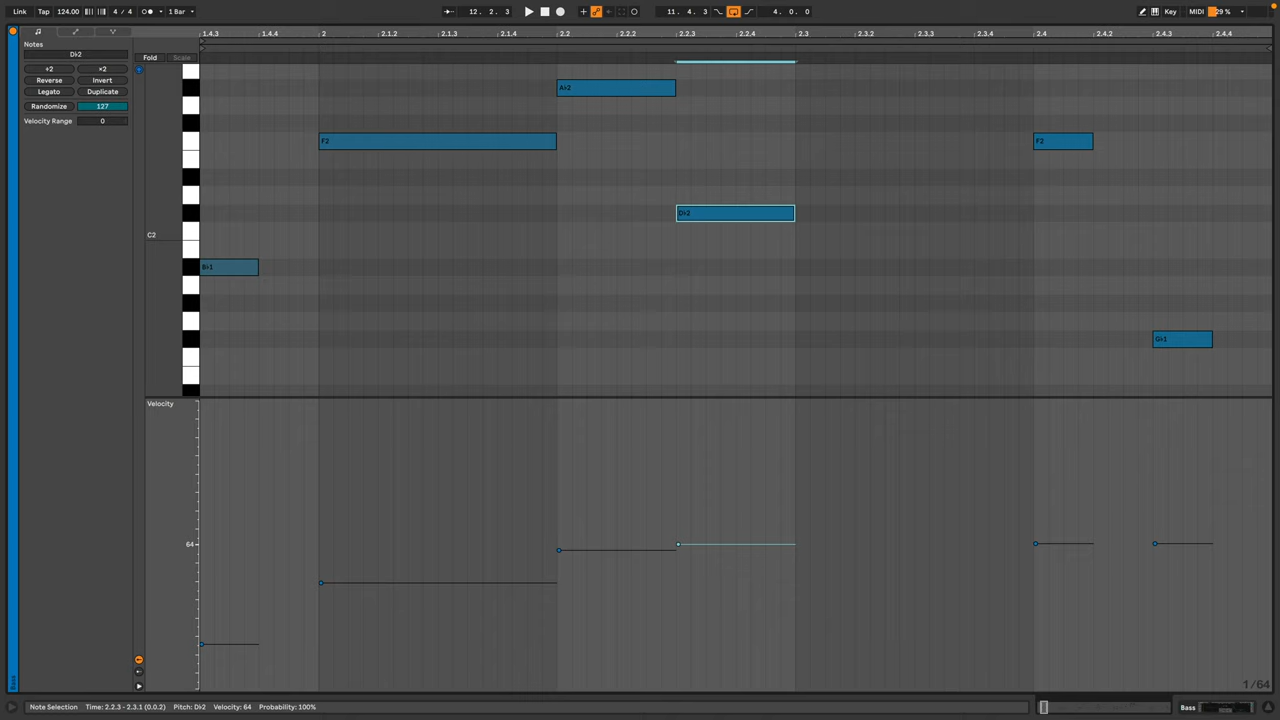 Link Tap 124.00 4 / 4 1 Bar 12. 2. 3 11. 4. 3 4. 0. 0 Key MIDI 29 %
1.4.3 1.4.4 2 2.1.2 2.1.3 2.1.4 2.2 2.2.2 2.2.3 2.2.4 2.3 2.3.2 2.3.3 2.3.4 2.4 2.4.2 2.4.3 2.4.4
Notes
D♭2
Fold Scale
÷2 ×2
Reverse Invert
Legato Duplicate
Randomize 127
Velocity Range 0
A♭2
F2 F2
D♭2
C2
B♭1
G♭1
Velocity
64
1/64
Note Selection Time: 2.2.3 - 2.3.1 (0.0.2) Pitch: D♭2 Velocity: 64 Probability: 100% Bass
Bass